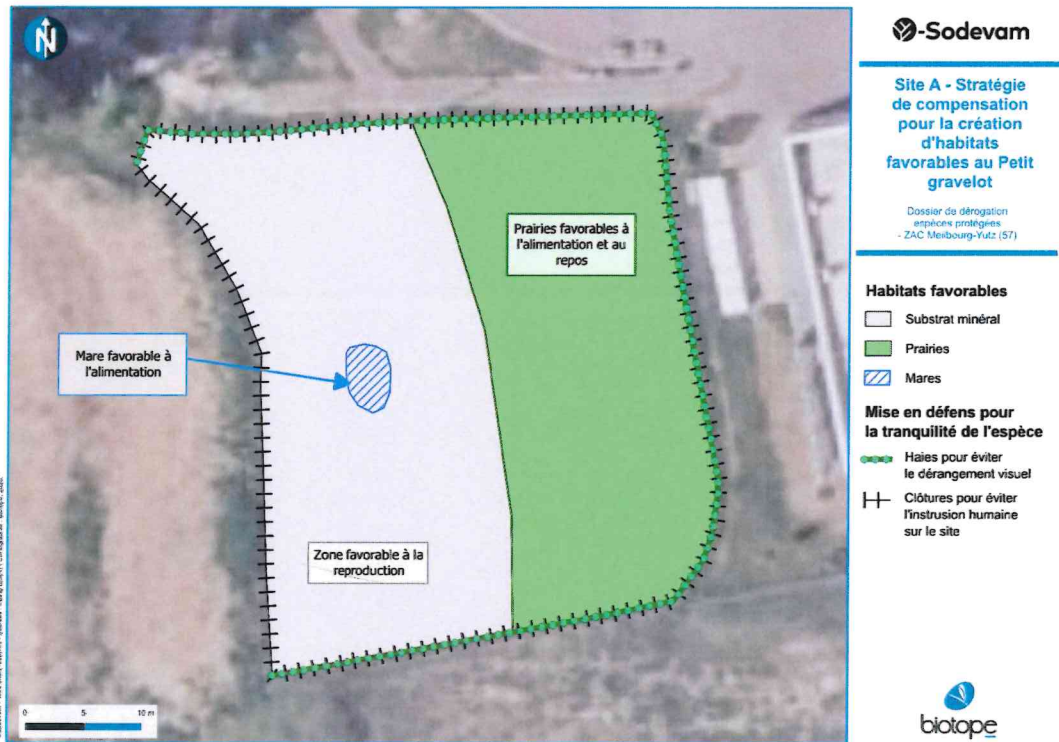 N
-Sodevam
Site A - Stratégie
de compensation
pour la création
d'habitats
favorables au Petit
gravelot
Dossier de dérogation
espèces protégées
- ZAC Meilbourg-Yutz (57)
Prairies favorables à
l'alimentation et au
repos
Mare favorable à
l'alimentation
Zone favorable à la
reproduction
Habitats favorables
Substrat minéral
Prairies
Mares
Mise en défens pour
la tranquilité de l'espèce
Haies pour éviter
le dérangement visuel
Clôtures pour éviter
l'instrusion humaine
sur le site
0 5 10 m
biotope